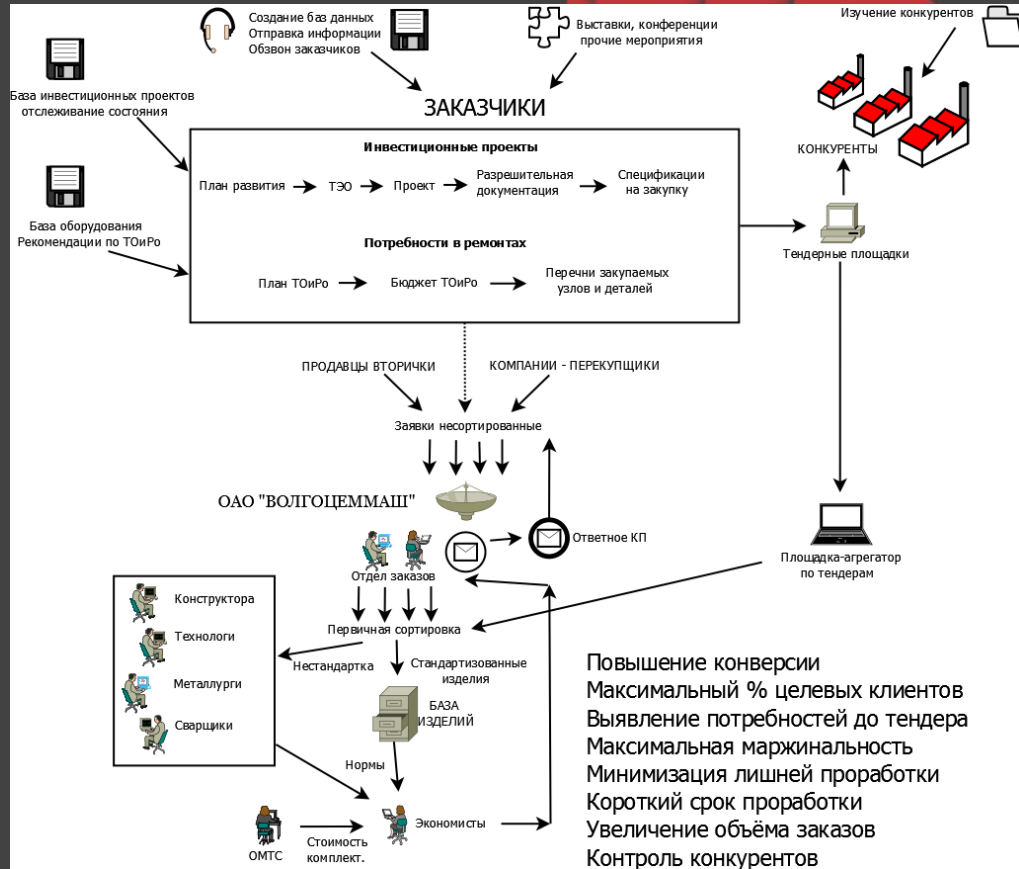 Создание баз данных
Отправка информации
Обзвон заказчиков
Выставки, конференции
прочие мероприятия
Изучение конкурентов
База инвестиционных проектов
отслеживание состояния
ЗАКАЗЧИКИ
КОНКУРЕНТЫ
Инвестиционные проекты
План развития
ТЭО
Проект
Разрешительная
документация
Спецификации
на закупку
База оборудования
Рекомендации по ТОиРо
Потребности в ремонтах
План ТОиРо
Бюджет ТОиРо
Перечни закупаемых
узлов и деталей
Тендерные площадки
ПРОДАВЦЫ ВТОРИЧКИ
КОМПАНИИ - ПЕРЕКУПЩИКИ
Заявки несортированные
ОАО "ВОЛГОЦЕММАШ"
Ответное КП
Отдел заказов
Площадка-агрегатор
по тендерам
Первичная сортировка
Конструктора
Технологи
Металлурги
Сварщики
Нестандартка
Стандартизованные
изделия
БАЗА
ИЗДЕЛИЙ
Нормы
Экономисты
ОМТС
Стоимость
комплект.
Повышение конверсии
Максимальный % целевых клиентов
Выявление потребностей до тендера
Максимальная маржинальность
Минимизация лишней проработки
Короткий срок проработки
Увеличение объёма заказов
Контроль конкурентов